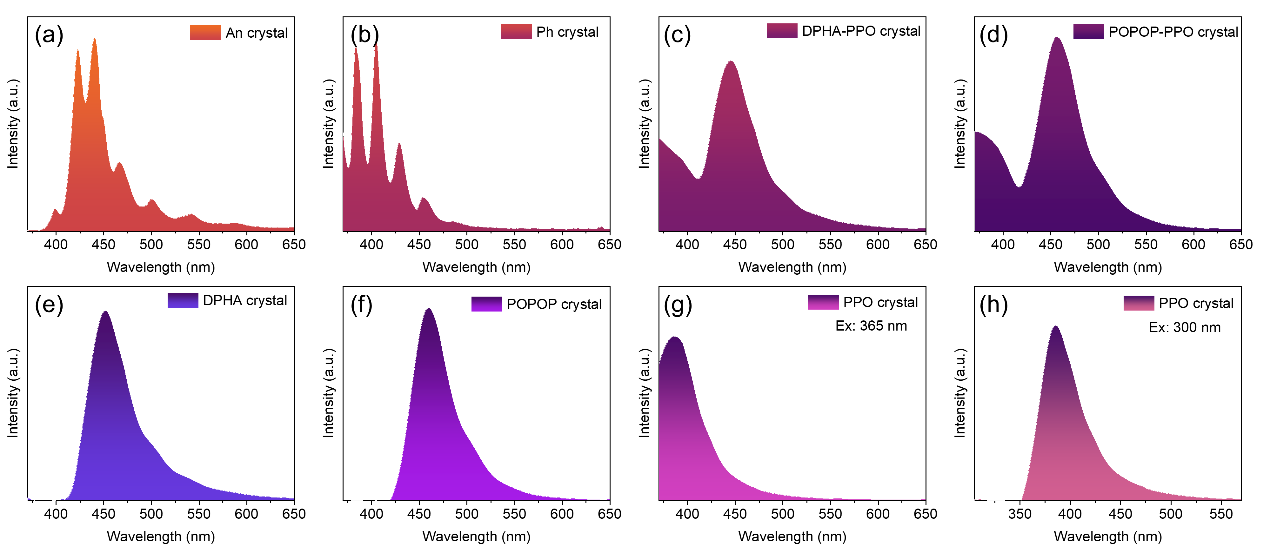 (a)
An crystal
Intensity (a.u.)
400 450 500 550 600 650
Wavelength (nm)
(b)
Ph crystal
Intensity (a.u.)
400 450 500 550 600 650
Wavelength (nm)
(c)
DPHA-PPO crystal
Intensity (a.u.)
400 450 500 550 600 650
Wavelength (nm)
(d)
POPOP-PPO crystal
Intensity (a.u.)
400 450 500 550 600 650
Wavelength (nm)
(e)
DPHA crystal
Intensity (a.u.)
400 450 500 550 600 650
Wavelength (nm)
(f)
POPOP crystal
Intensity (a.u.)
400 450 500 550 600 650
Wavelength (nm)
(g)
PPO crystal
Ex: 365 nm
Intensity (a.u.)
400 450 500 550 600 650
Wavelength (nm)
(h)
PPO crystal
Ex: 300 nm
Intensity (a.u.)
350 400 450 500 550
Wavelength (nm)